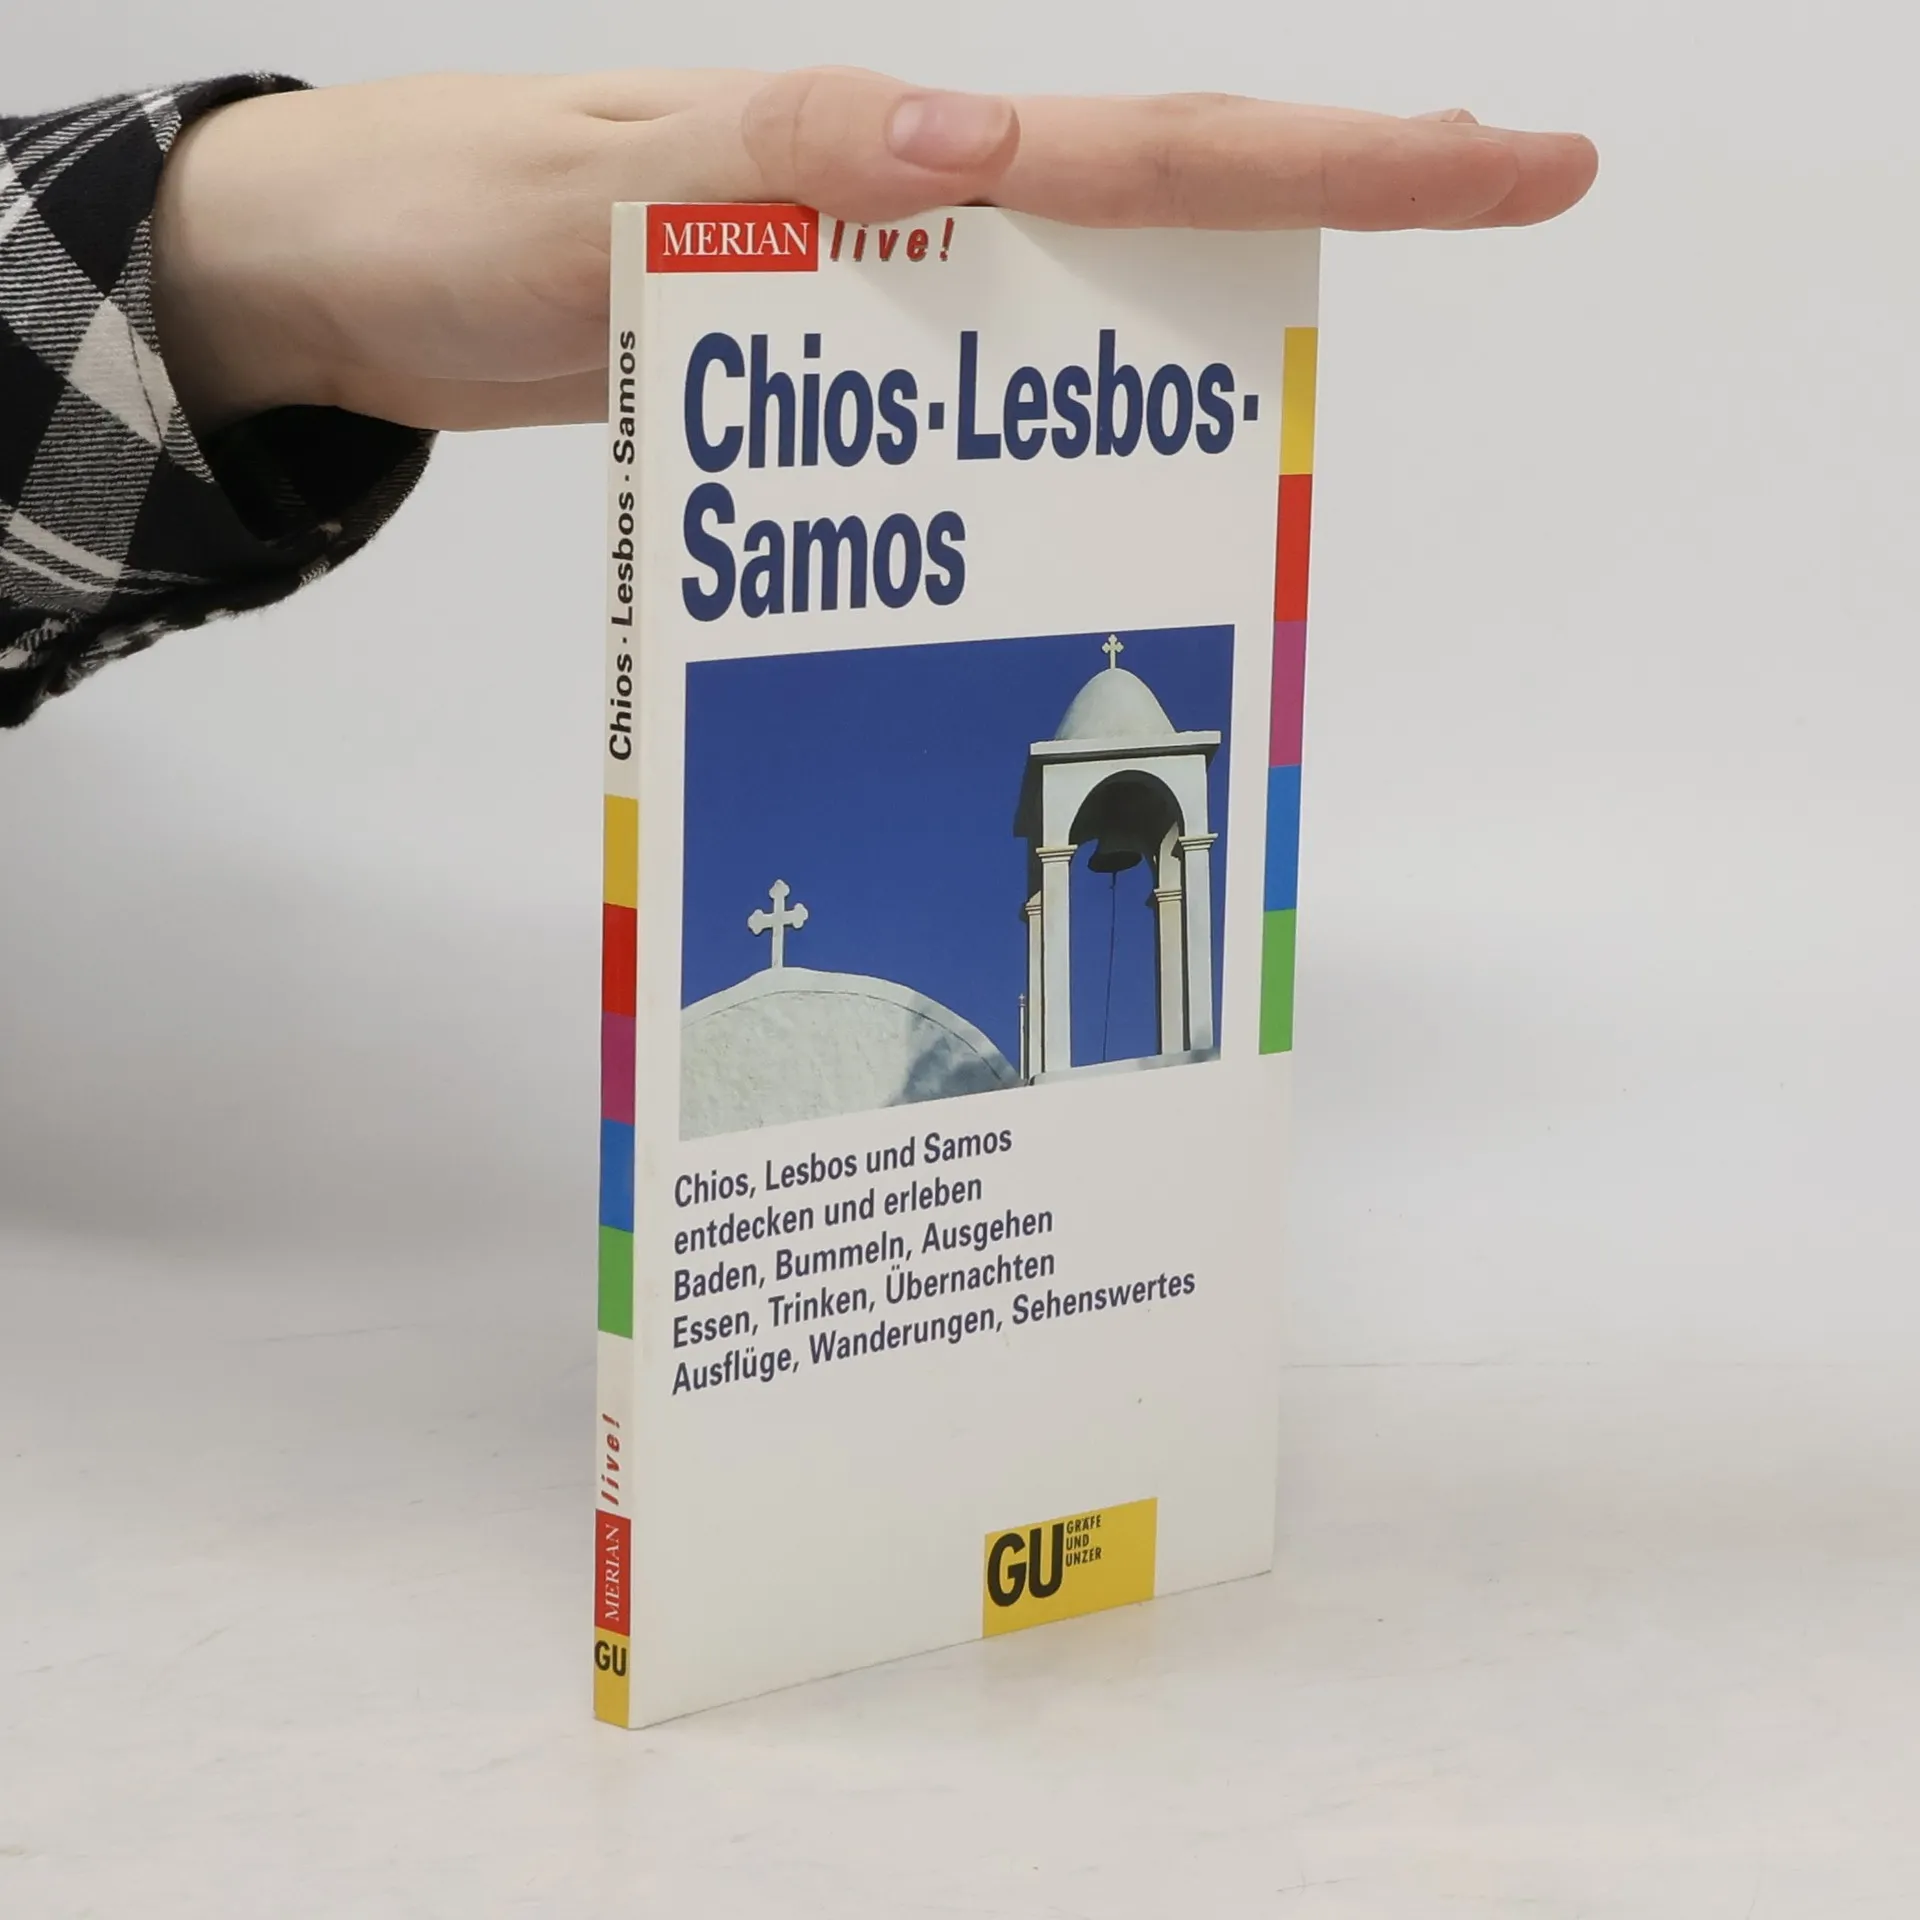 MERIAN live!
Chios · Lesbos ·
Samos
Chios, Lesbos und Samos
entdecken und erleben
Baden, Bummeln, Ausgehen
Essen, Trinken, Übernachten
Ausflüge, Wanderungen, Sehenswertes
GU GRÄFE
UND
UNZER
Chios · Lesbos · Samos
MERIAN live!
GU